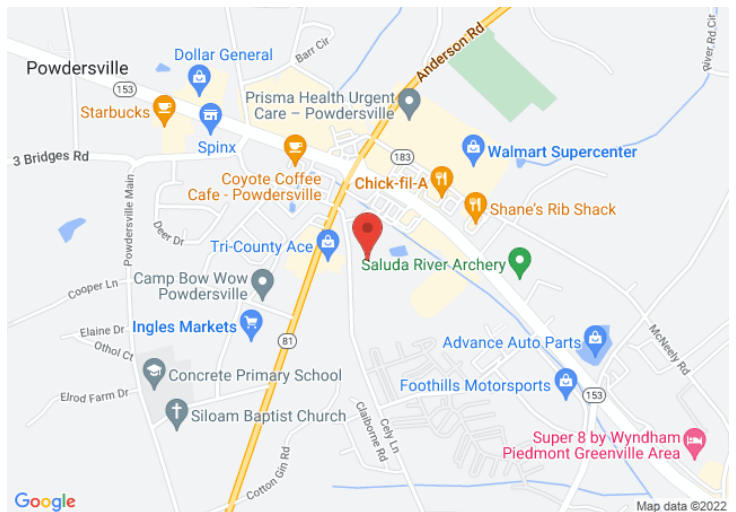 Barr Cir
River Rd Cir
Anderson Rd
Dollar General
Powdersville
153
Prisma Health Urgent
Care – Powdersville
Starbucks
Spinx
183
Walmart Supercenter
3 Bridges Rd
Coyote Coffee
Cafe - Powdersville
Chick-fil-A
Shane's Rib Shack
Powdersville Main
Deer Dr
Tri-County Ace
Saluda River Archery
Camp Bow Wow
Powdersville
Cooper Ln
Elaine Dr
Ingles Markets
81
Othol Ct
Advance Auto Parts
McNeely Rd
Concrete Primary School
Foothills Motorsports
153
Elrod Farm Dr
Siloam Baptist Church
Claiborne Rd
Cely Ln
Super 8 by Wyndham
Piedmont Greenville Area
Cotton Gin Rd
Google
Map data ©2022